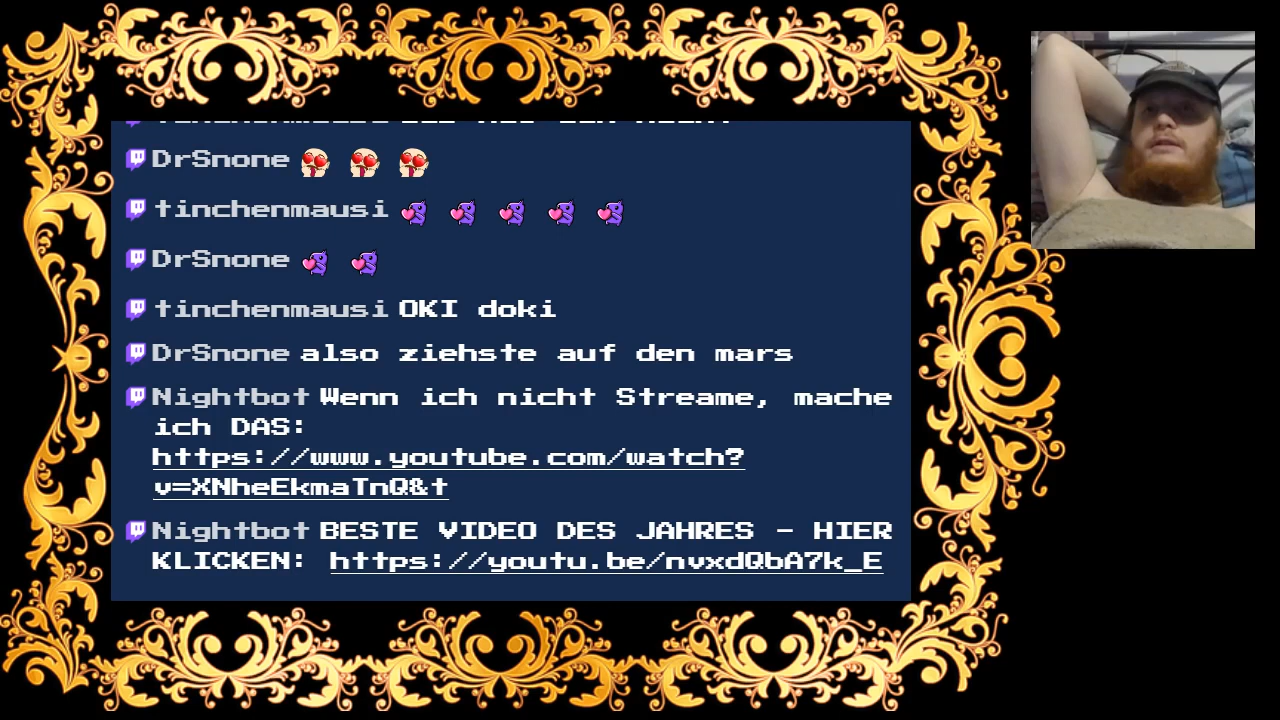 DrSnone
tinchenmausi
DrSnone
tinchenmausi OKI doki
DrSnone also ziehste auf den mars
Nightbot Wenn ich nicht Streame, mache
ich DAS:
https://www.youtube.com/watch?
v=XNheEkmaTnQ&t
Nightbot BESTE VIDEO DES JAHRES - HIER
KLICKEN: https://youtu.be/nvxdQbA7k_E